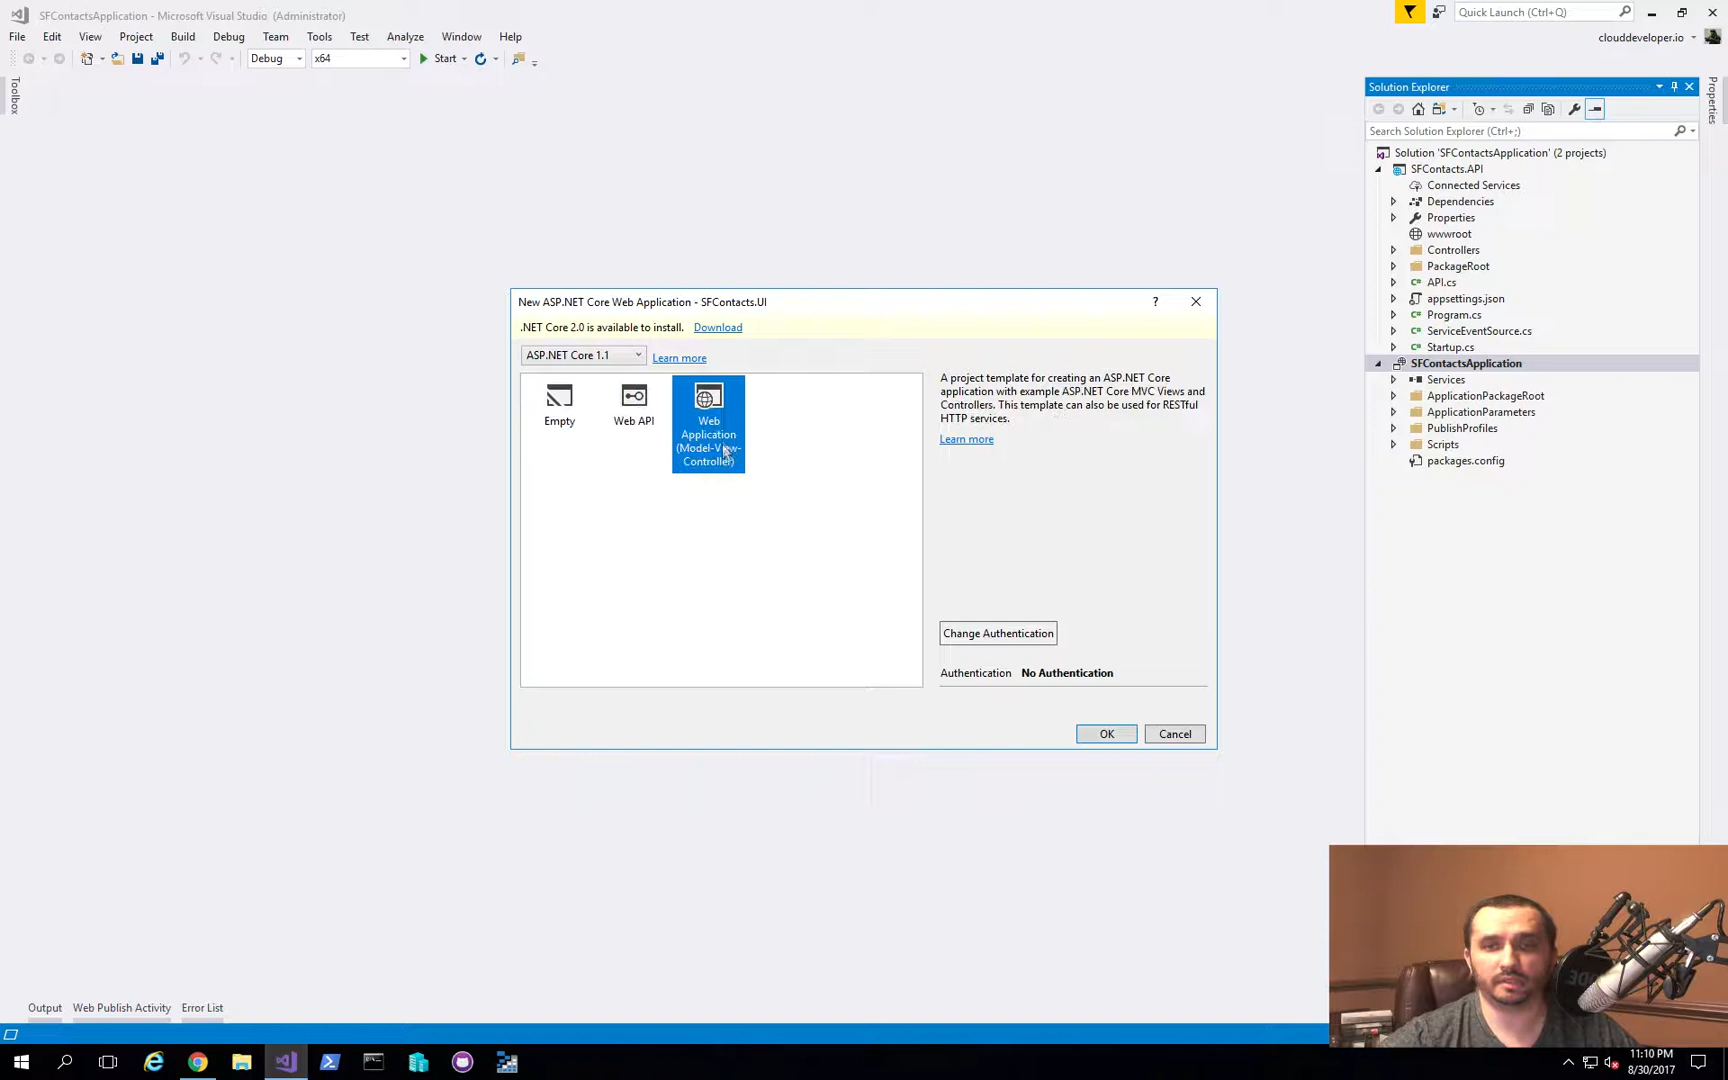 SFContactsApplication - Microsoft Visual Studio (Administrator)
Quick Launch (Ctrl+Q)
File Edit View Project Build Debug Team Tools Test Analyze Window Help
clouddeveloper.io
Debug x64 Start
Toolbox
Solution Explorer
Properties
Search Solution Explorer (Ctrl+;)
Solution 'SFContactsApplication' (2 projects)
SFContacts.API
Connected Services
Dependencies
Properties
wwwroot
Controllers
PackageRoot
C# API.cs
appsettings.json
C# Program.cs
C# ServiceEventSource.cs
C# Startup.cs
SFContactsApplication
Services
ApplicationPackageRoot
ApplicationParameters
PublishProfiles
Scripts
packages.config
New ASP.NET Core Web Application - SFContacts.UI
? 
.NET Core 2.0 is available to install. Download
ASP.NET Core 1.1 Learn more
Empty
Web API
Web
Application
(Model-View-
Controller)
A project template for creating an ASP.NET Core
application with example ASP.NET Core MVC Views and
Controllers. This template can also be used for RESTful
HTTP services.
Learn more
Change Authentication
Authentication No Authentication
OK Cancel
Output Web Publish Activity Error List
11:10 PM
8/30/2017